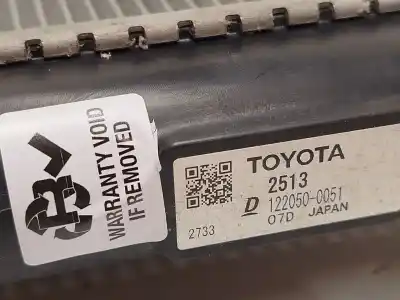 WARRANTY VOID
IF REMOVED
TOYOTA
2513
D 122050-0051
07D JAPAN
2733